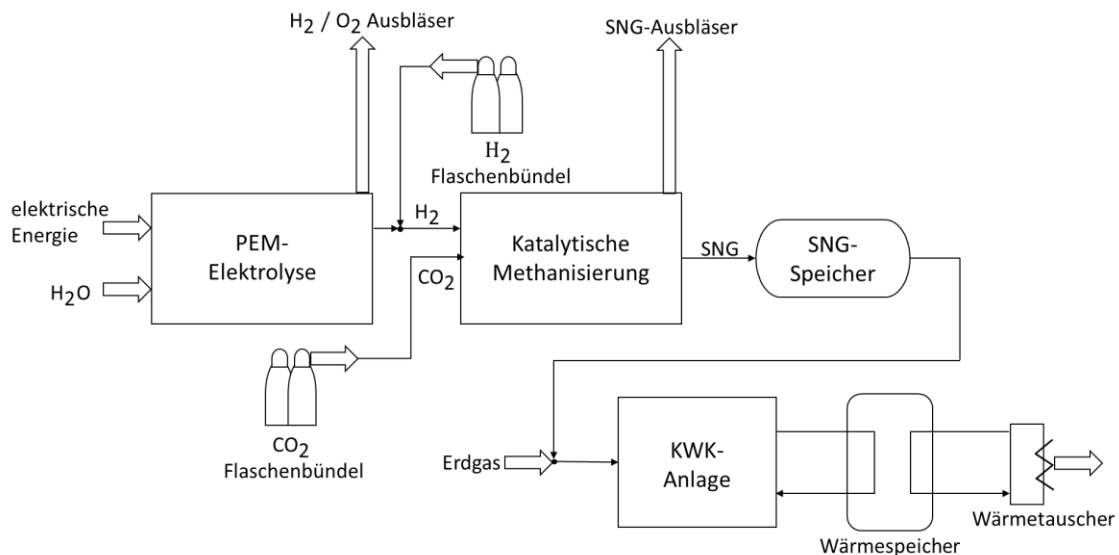 H2 / O2 Ausbläser
SNG-Ausbläser
H2
Flaschenbündel
elektrische
Energie
H2O
PEM-
Elektrolyse
H2
CO2
Katalytische
Methanisierung
SNG
SNG-
Speicher
CO2
Flaschenbündel
Erdgas
KWK-
Anlage
Wärmetauscher
Wärmespeicher